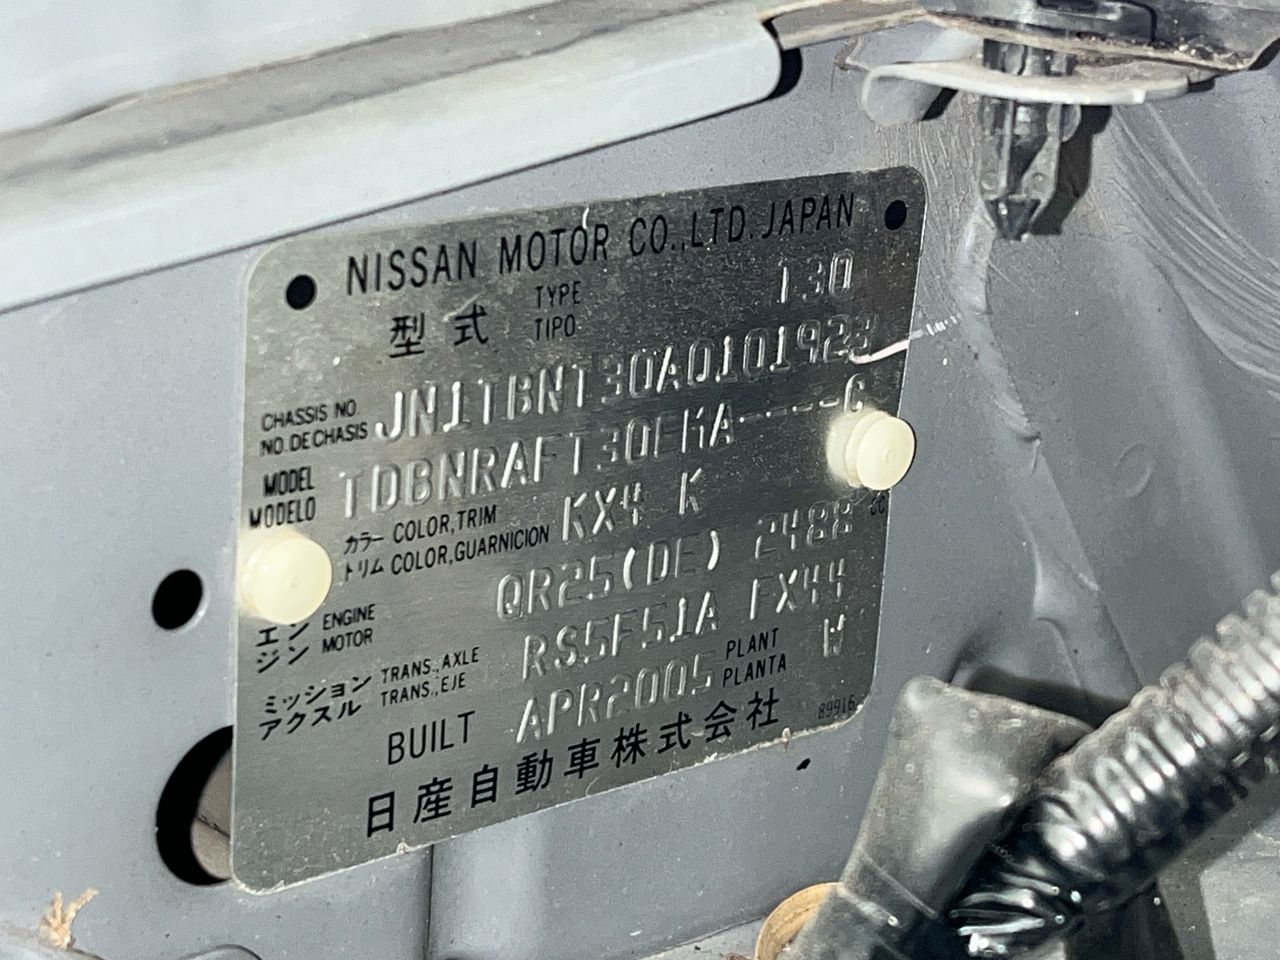 NISSAN MOTOR CO.,LTD. JAPAN
型式 TYPE TIPO T30
CHASSIS NO. NO. DE CHASIS JN1TBNT30A0101923
MODEL MODELO TDBNRAFT30EKA----C
カラー トリム COLOR,TRIM COLOR,GUARNICION KX4 K
エンジン ENGINE MOTOR QR25(DE) 2488 cc
ミッション アクスル TRANS.,AXLE TRANS.,EJE RS5F51A FX44
BUILT APR2005 PLANT PLANTA W
日産自動車株式会社 89916